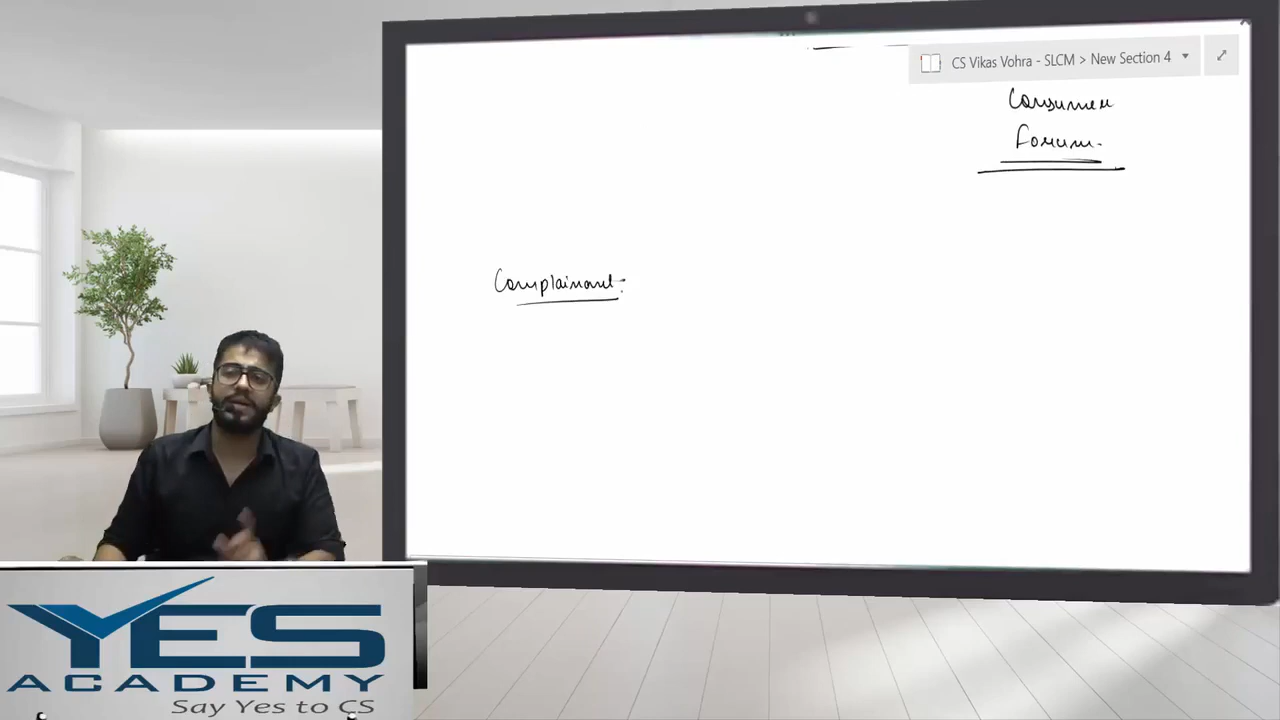 CS Vikas Vohra - SLCM > New Section 4
Consumer
Forum.
Complainant:
YES
ACADEMY
Say Yes to CS